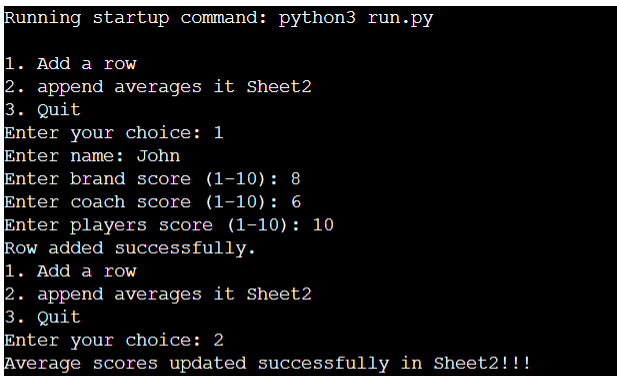 Running startup command: python3 run.py
1. Add a row
2. append averages it Sheet2
3. Quit
Enter your choice: 1
Enter name: John
Enter brand score (1-10): 8
Enter coach score (1-10): 6
Enter players score (1-10): 10
Row added successfully.
1. Add a row
2. append averages it Sheet2
3. Quit
Enter your choice: 2
Average scores updated successfully in Sheet2!!!